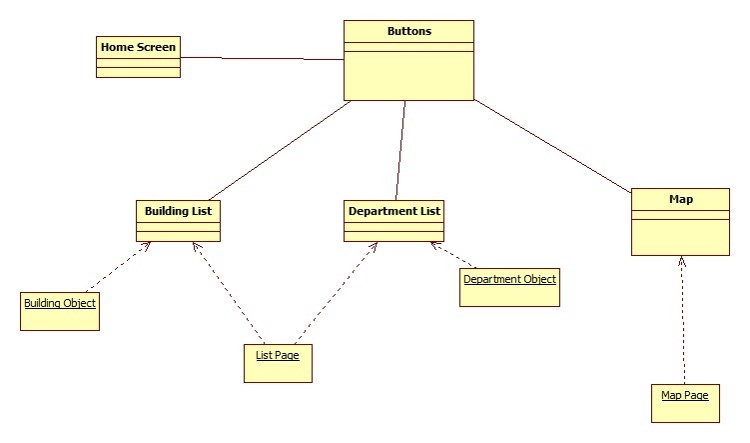 Buttons
Home Screen
Building List
Department List
Map
Building Object
Department Object
List Page
Map Page